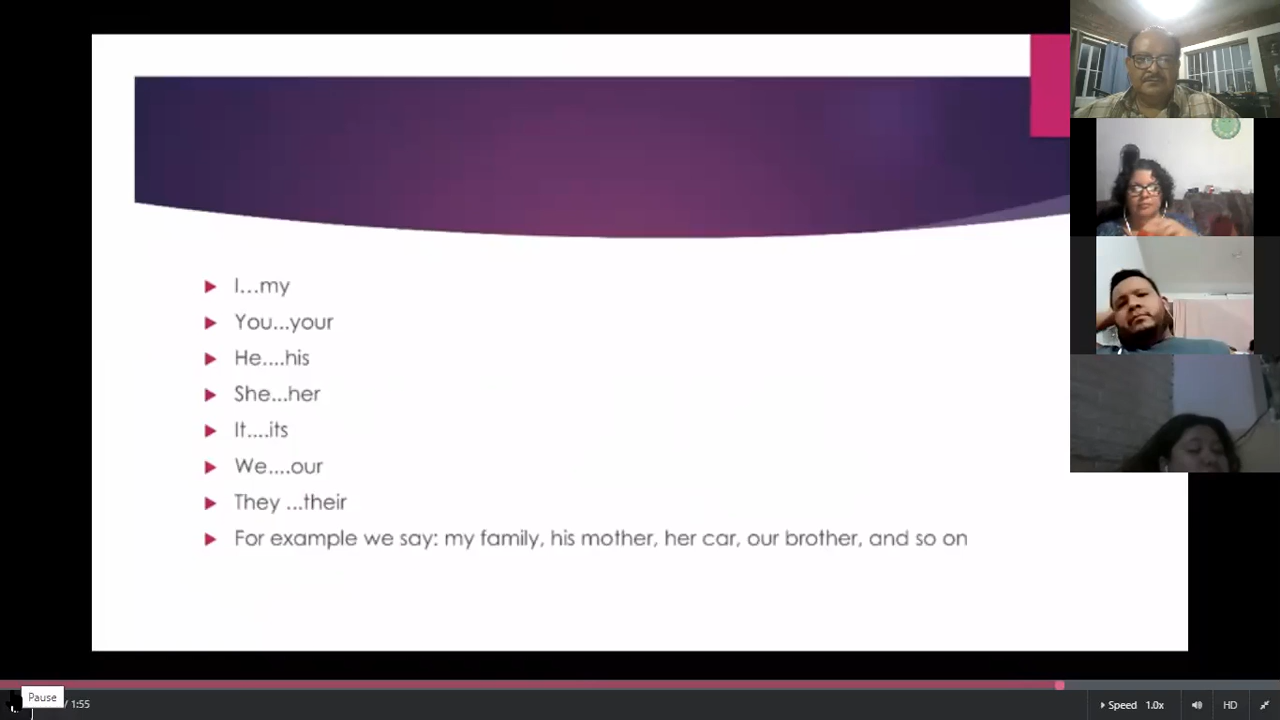 I...my
You...your
He....his
She...her
It....its
We....our
They ...their
For example we say: my family, his mother, her car, our brother, and so on
Pause
/ 1:55
Speed 1.0x
HD